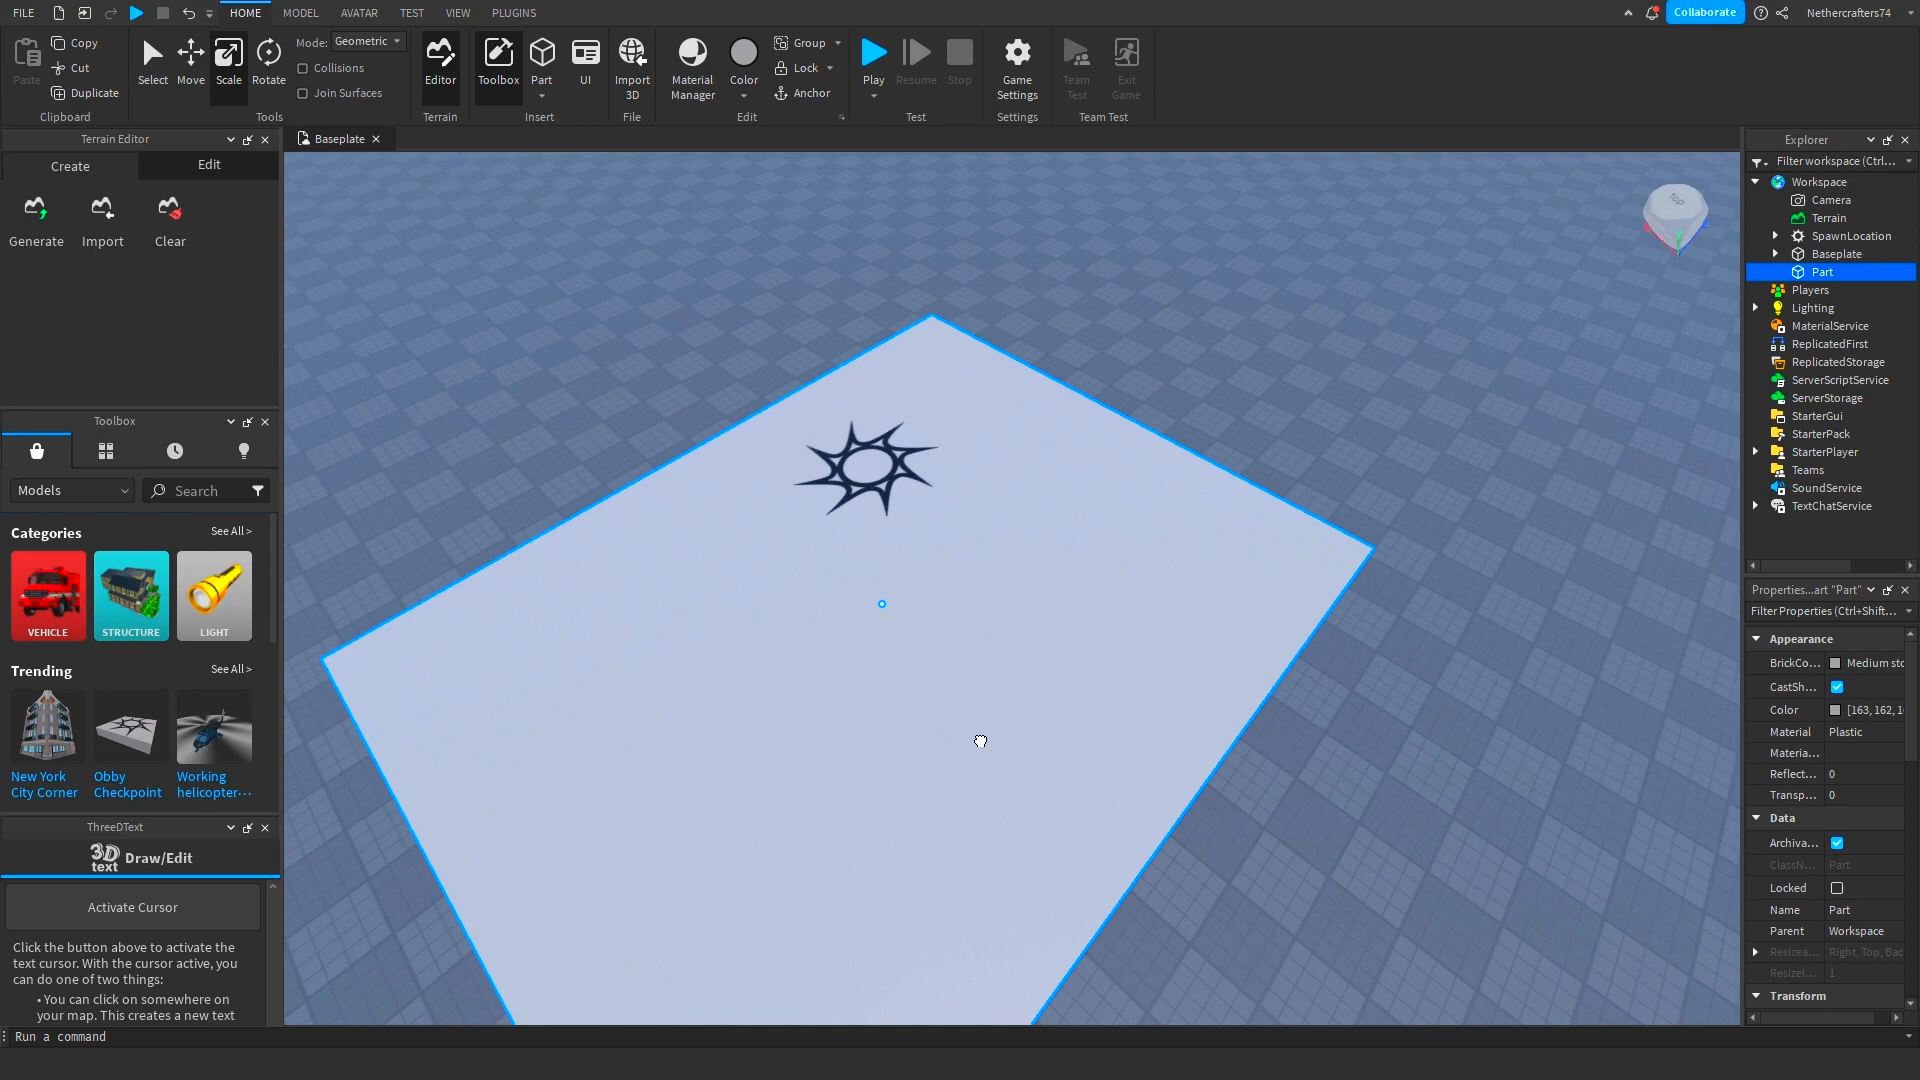 FILE
HOME
MODEL
AVATAR
TEST
VIEW
PLUGINS
Collaborate
Nethercrafters74
Paste
Copy
Cut
Duplicate
Clipboard
Select
Move
Scale
Rotate
Mode: Geometric
Collisions
Join Surfaces
Tools
Editor
Terrain
Toolbox
Part
UI
Insert
Import
3D
File
Material
Manager
Color
Group
Lock
Anchor
Edit
Play
Resume
Stop
Test
Game
Settings
Settings
Team
Test
Exit
Game
Team Test
Terrain Editor
Create
Edit
Generate
Import
Clear
Toolbox
Models
Search
Categories
See All >
VEHICLE
STRUCTURE
LIGHT
Trending
See All >
New York
City Corner
Obby
Checkpoint
Working
helicopter...
ThreeDText
3D
text
Draw/Edit
Activate Cursor
Click the button above to activate the
text cursor. With the cursor active, you
can do one of two things:
• You can click on somewhere on
your map. This creates a new text
Run a command
Baseplate
Top
Explorer
Filter workspace (Ctrl...
Workspace
Camera
Terrain
SpawnLocation
Baseplate
Part
Players
Lighting
MaterialService
ReplicatedFirst
ReplicatedStorage
ServerScriptService
ServerStorage
StarterGui
StarterPack
StarterPlayer
Teams
SoundService
TextChatService
Properties...art "Part"
Filter Properties (Ctrl+Shift...
Appearance
BrickCo... Medium sto
CastSh...
Color [163, 162, 1
Material Plastic
Materia...
Reflect... 0
Transp... 0
Data
Archiva...
ClassN... Part
Locked
Name Part
Parent Workspace
Resizea... Right, Top, Bac
ResizeI... 1
Transform